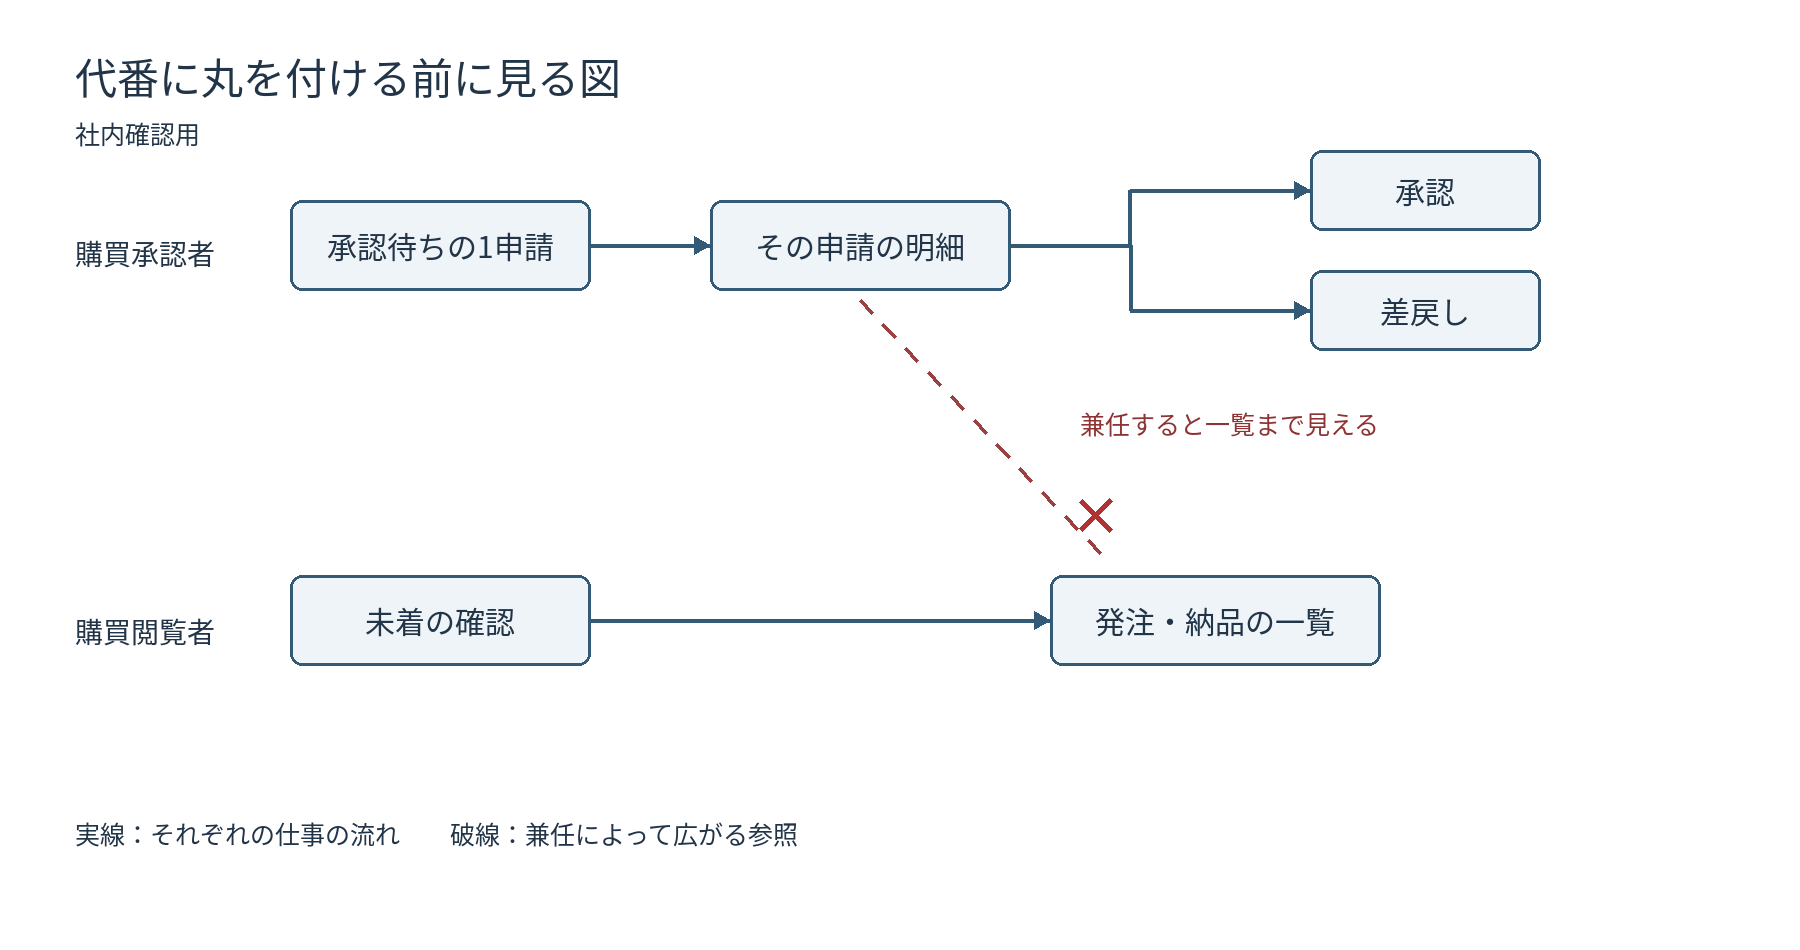 代番に丸を付ける前に見る図
社内確認用
購買承認者
承認待ちの1申請
その申請の明細
承認
差戻し
兼任すると一覧まで見える
購買閲覧者
未着の確認
発注・納品の一覧
実線：それぞれの仕事の流れ　　破線：兼任によって広がる参照